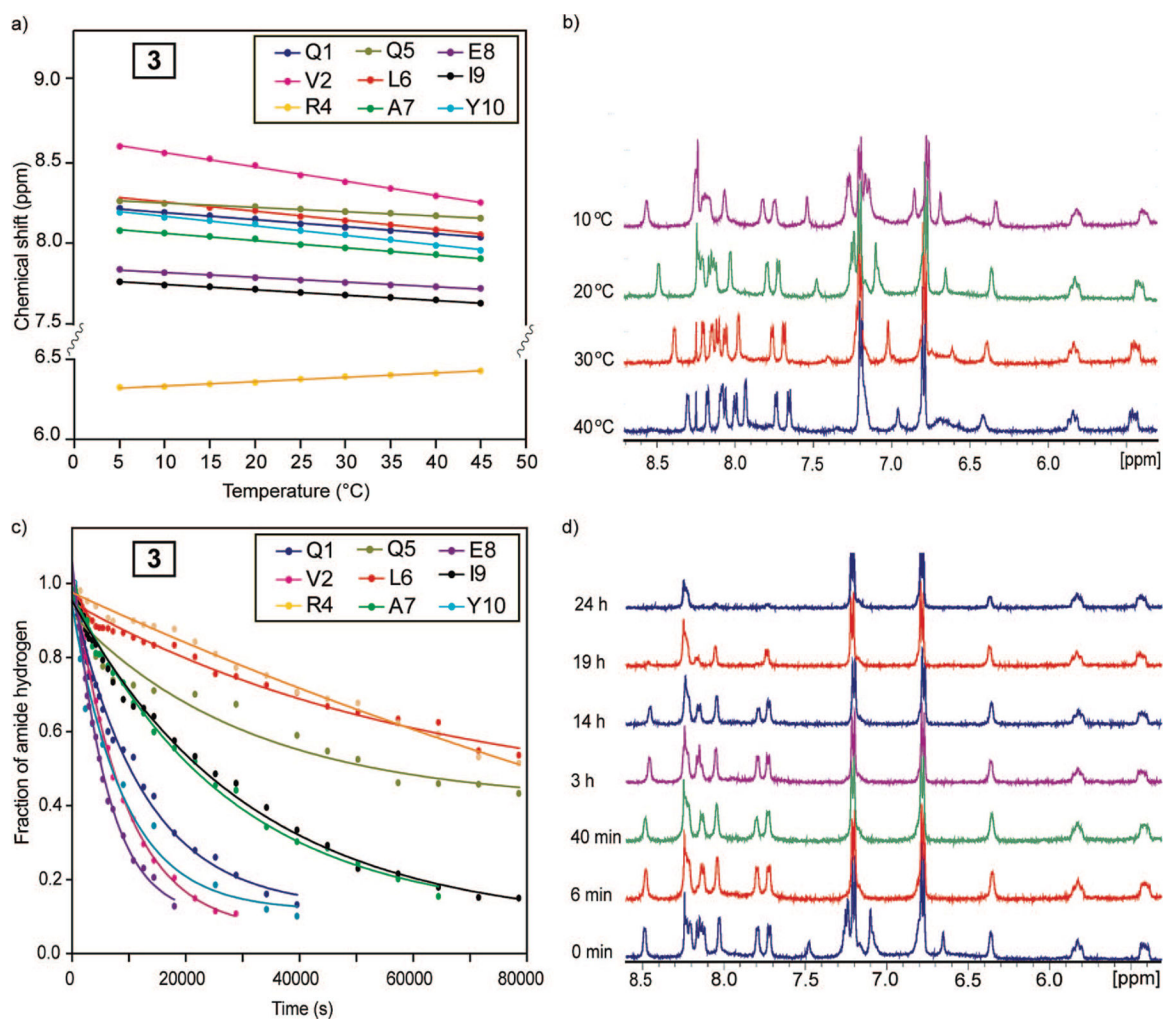 a)
3
Q1 Q5 E8
V2 L6 I9
R4 A7 Y10
Chemical shift (ppm)
9.0
8.5
8.0
7.5
6.5
6.0
0 5 10 15 20 25 30 35 40 45 50
Temperature (°C)
b)
10 ºC
20 ºC
30 ºC
40 ºC
8.5 8.0 7.5 7.0 6.5 6.0 [ppm]
c)
3
Q1 Q5 E8
V2 L6 I9
R4 A7 Y10
Fraction of amide hydrogen
1.0
0.8
0.6
0.4
0.2
0.0
0 20000 40000 60000 80000
Time (s)
d)
24 h
19 h
14 h
3 h
40 min
6 min
0 min
8.5 8.0 7.5 7.0 6.5 6.0 [ppm]